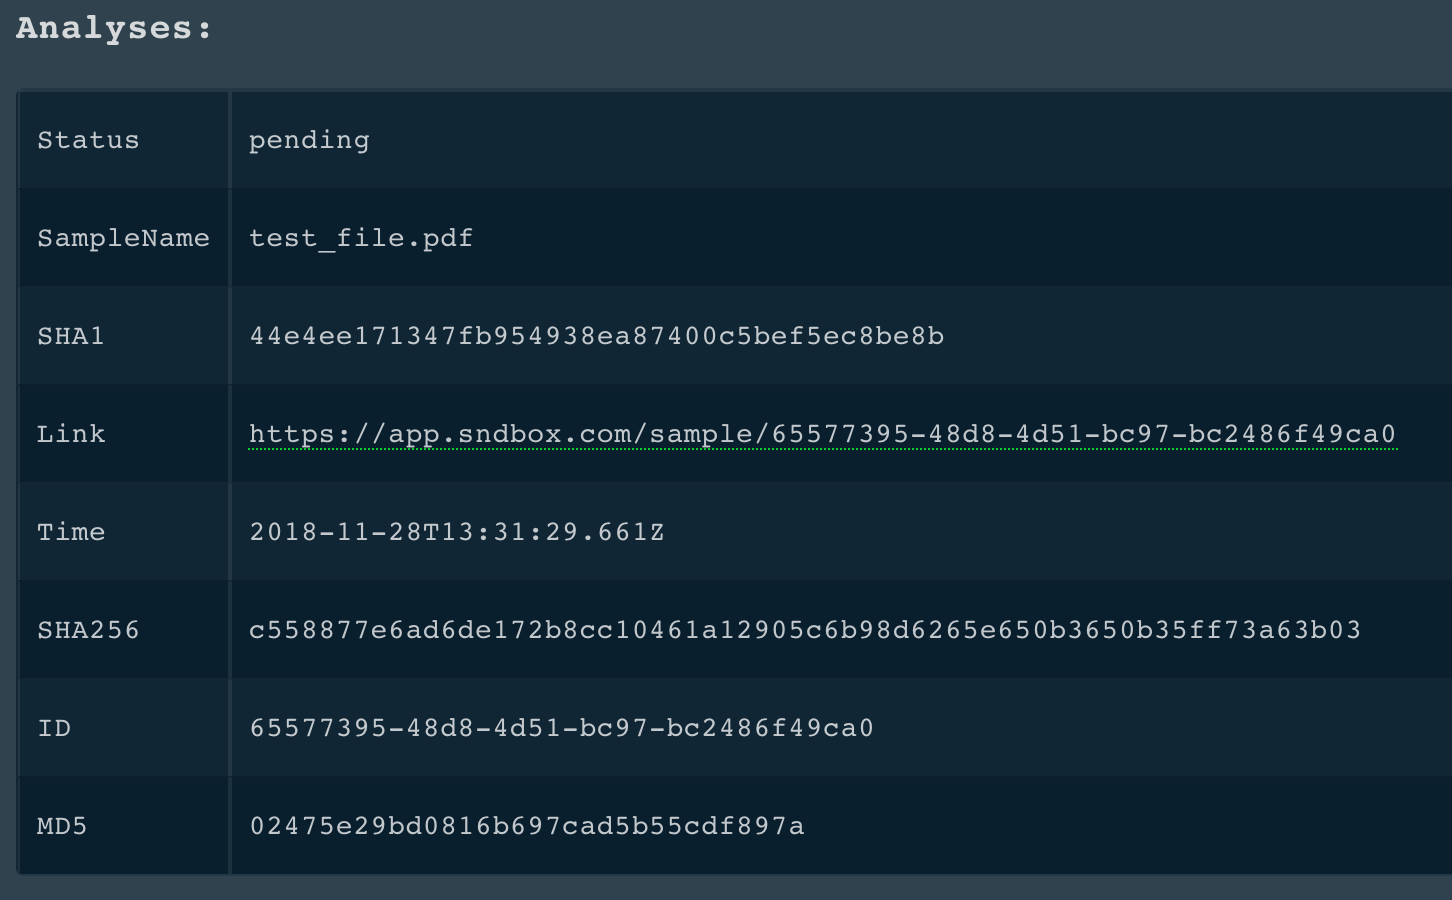 Analyses:
Status pending
SampleName test_file.pdf
SHA1 44e4ee171347fb954938ea87400c5bef5ec8be8b
Link https://app.sndbox.com/sample/65577395-48d8-4d51-bc97-bc2486f49ca0
Time 2018-11-28T13:31:29.661Z
SHA256 c558877e6ad6de172b8cc10461a12905c6b98d6265e650b3650b35ff73a63b03
ID 65577395-48d8-4d51-bc97-bc2486f49ca0
MD5 02475e29bd0816b697cad5b55cdf897a